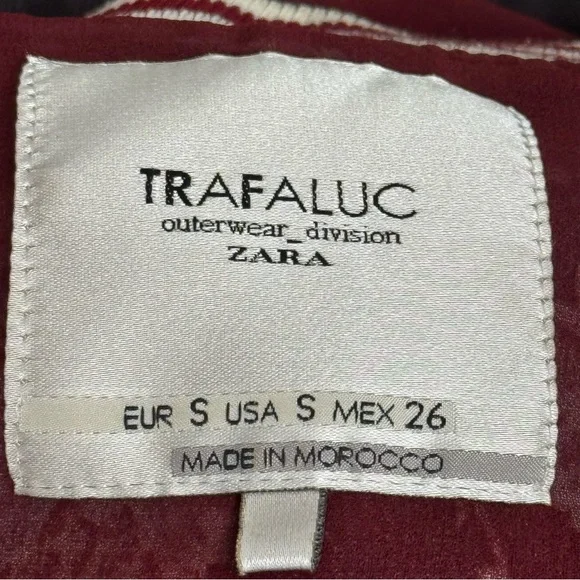 TRAFALUC
outerwear_division
ZARA
EUR S USA S MEX 26
MADE IN MOROCCO